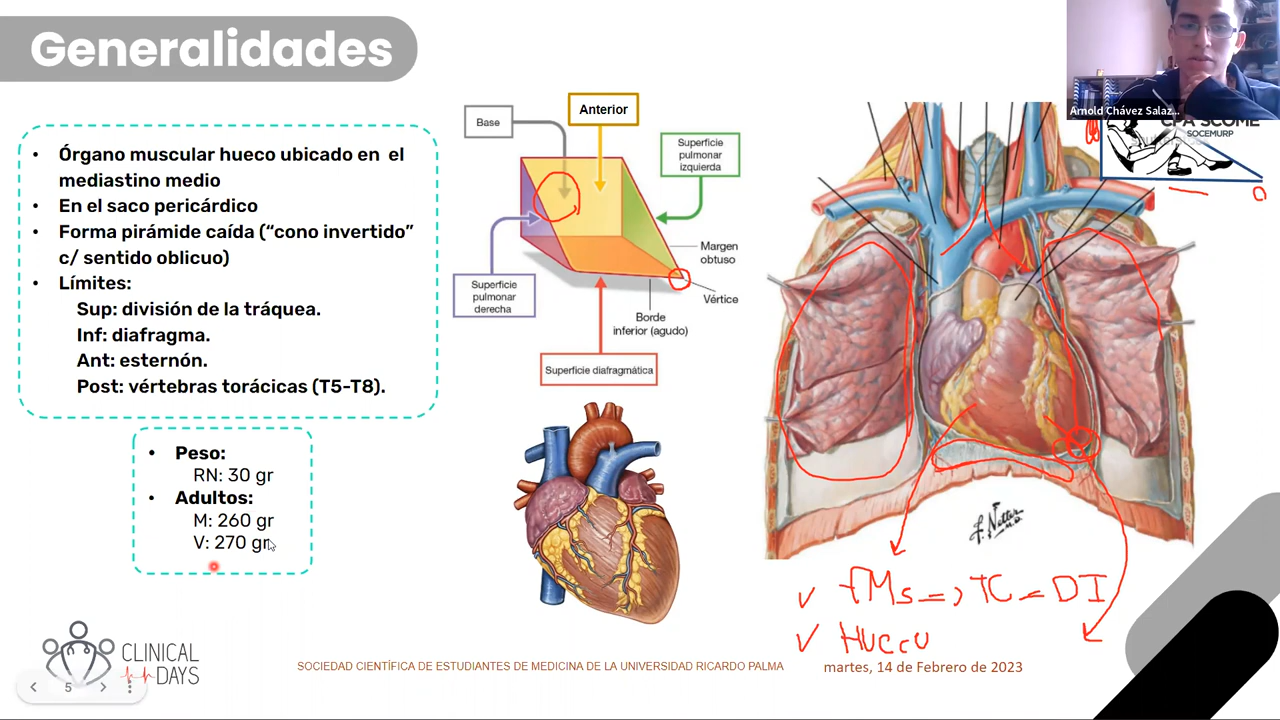 Generalidades
• Órgano muscular hueco ubicado en el
mediastino medio
• En el saco pericárdico
• Forma pirámide caída (“cono invertido”
c/ sentido oblicuo)
• Límites:
Sup: división de la tráquea.
Inf: diafragma.
Ant: esternón.
Post: vértebras torácicas (T5-T8).
• Peso:
RN: 30 gr
• Adultos:
M: 260 gr
V: 270 gr
Base
Anterior
Superficie
pulmonar
izquierda
Margen
obtuso
Superficie
pulmonar
derecha
Vértice
Borde
inferior (agudo)
Superficie diafragmática
Arnold Chávez Salaz...
CPA SCOME
SOCEMURP
F. Netter
M.D.
DI
CLINICAL
DAYS
5
SOCIEDAD CIENTÍFICA DE ESTUDIANTES DE MEDICINA DE LA UNIVERSIDAD RICARDO PALMA
martes, 14 de Febrero de 2023